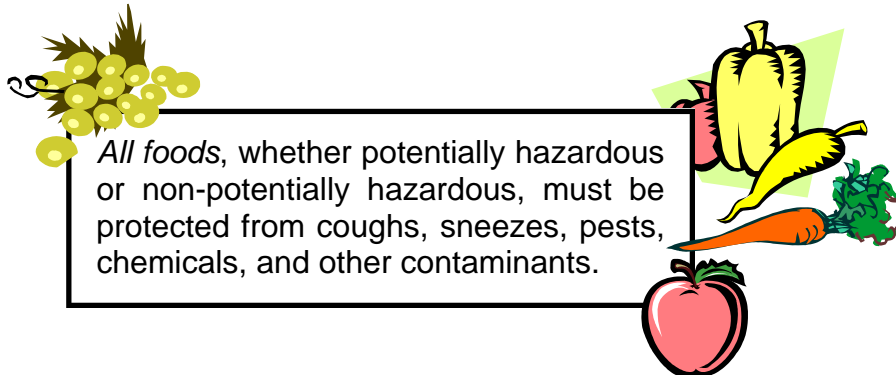 All foods, whether potentially hazardous
or non-potentially hazardous, must be
protected from coughs, sneezes, pests,
chemicals, and other contaminants.